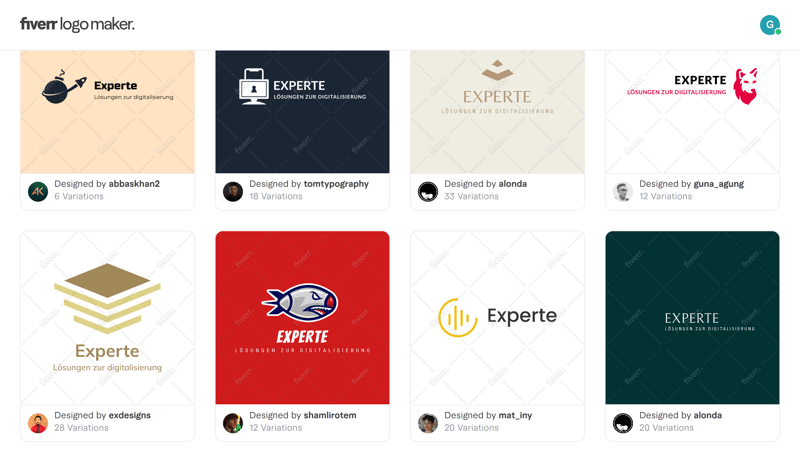 fiverr logo maker.
G
Experte
Lösungen zur digitalisierung
EXPERTE
LÖSUNGEN ZUR DIGITALISIERUNG
EXPERTE
LÖSUNGEN ZUR DIGITALISIERUNG
EXPERTE
LÖSUNGEN ZUR DIGITALISIERUNG
Designed by abbaskhan2
6 Variations
Designed by tomtypography
18 Variations
Designed by alonda
33 Variations
Designed by guna_agung
12 Variations
Experte
Lösungen zur digitalisierung
EXPERTE
LÖSUNGEN ZUR DIGITALISIERUNG
Experte
EXPERTE
LÖSUNGEN ZUR DIGITALISIERUNG
Designed by exdesigns
28 Variations
Designed by shamlirotem
12 Variations
Designed by mat_iny
20 Variations
Designed by alonda
20 Variations